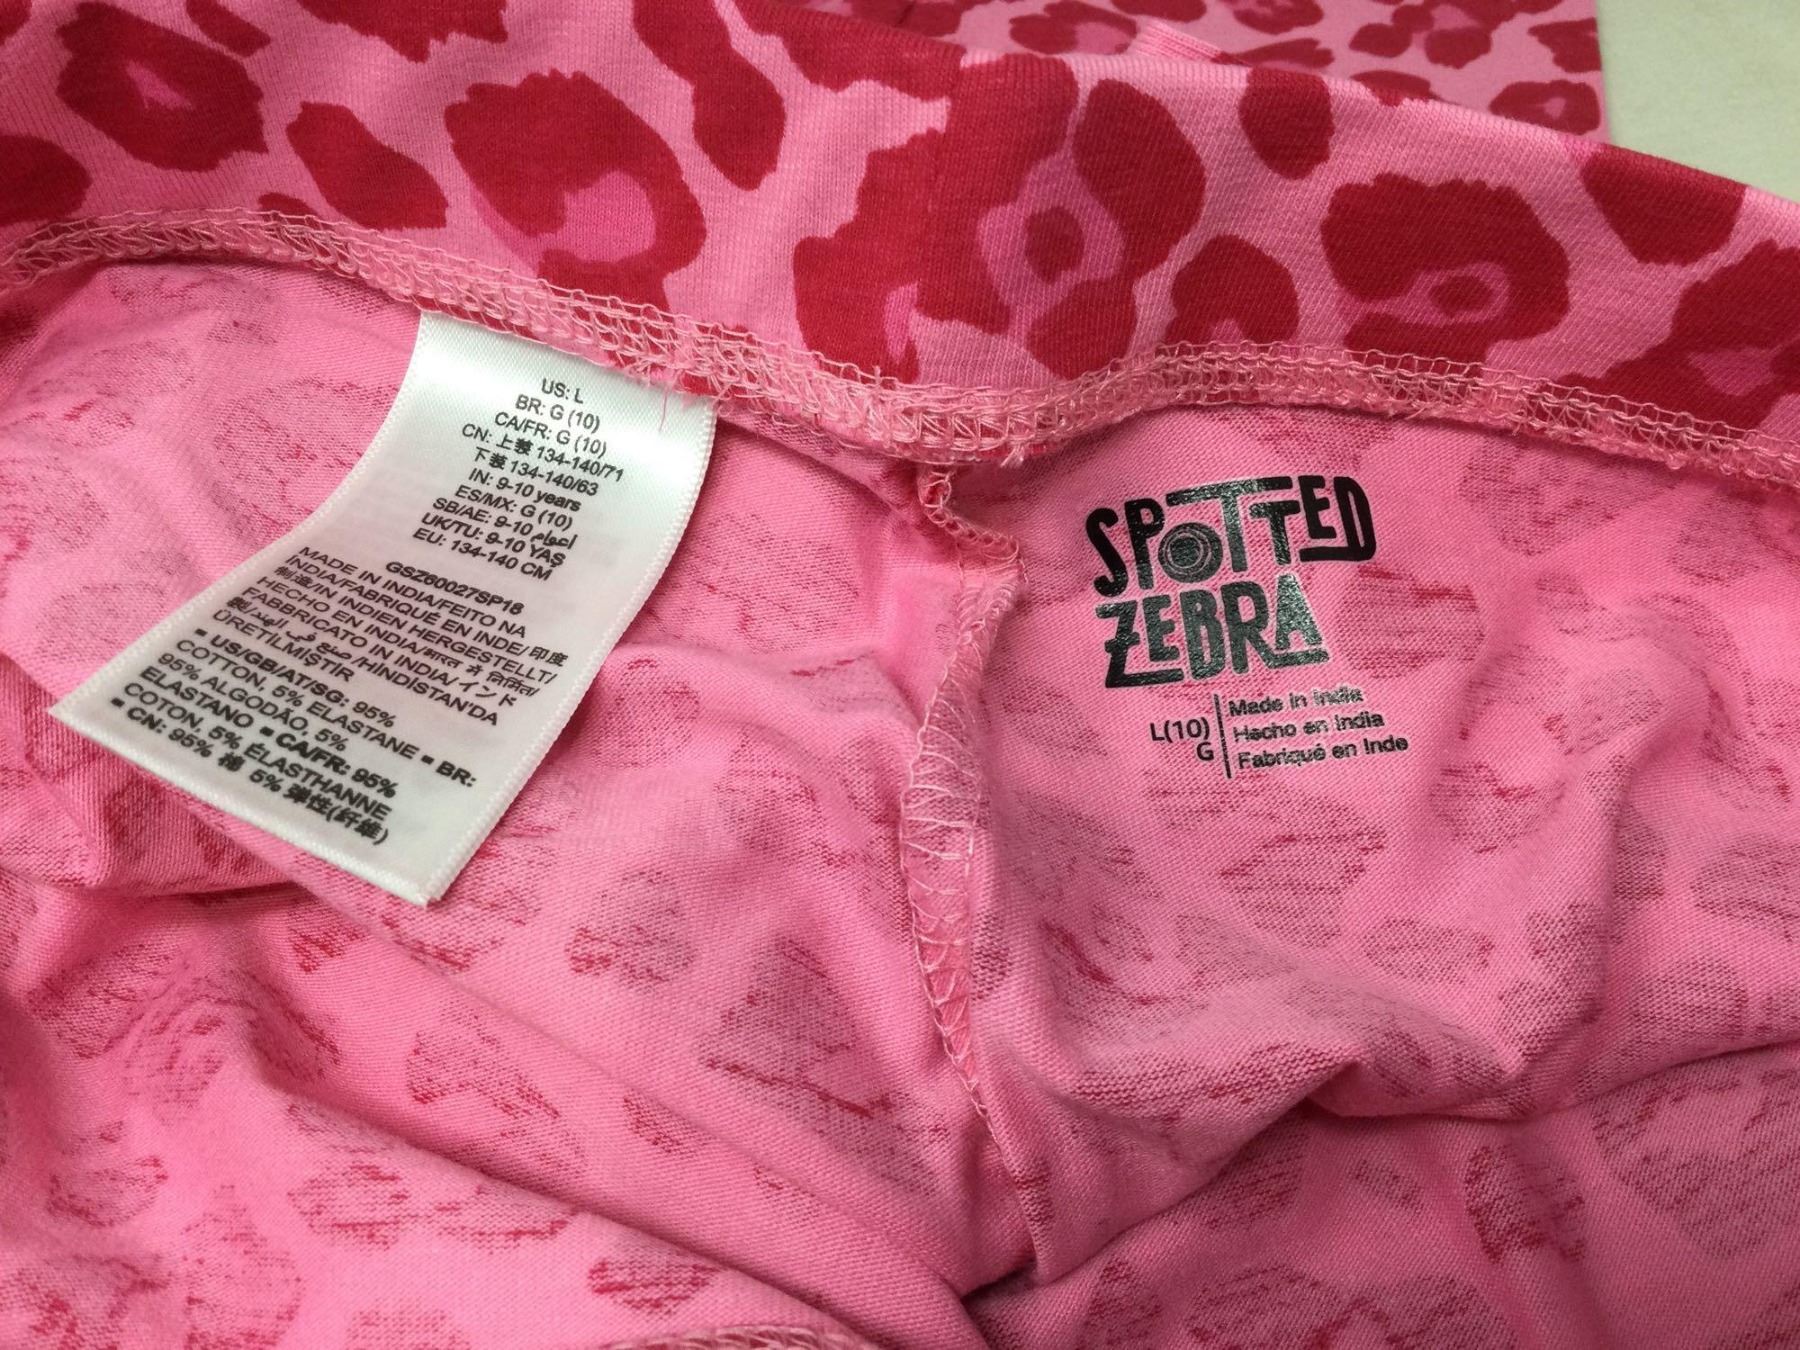 US: L
BR: G (10)
CA/FR: G (10)
CN: 上裝 134-140/71
下装 134-140/63
IN: 9-10 years
ES/MX: G (10)
SB/AE: 9-10 أعوام
UK/TU: 9-10 YAŞ
EU: 134-140 CM
GSZ60027SP18
MADE IN INDIA/FEITO NA
ÍNDIA/FABRIQUÉ EN INDE/印度
制造/IN INDIEN HERGESTELLT/
HECHO EN INDIA/भारत में निर्मित/
FABBRICATO IN INDIA/インド
製/صنع في الهند/HİNDİSTAN'DA
ÜRETİLMİŞTİR
▪ US/GB/AT/SG: 95%
COTTON, 5% ELASTANE ▪ BR:
95% ALGODÃO, 5%
ELASTANO ▪ CA/FR: 95%
COTON, 5% ÉLASTHANNE
▪ CN: 95% 棉 5% 弹性(纤维)
SPOTTED
ZEBRA
L(10)
G
Made in India
Hecho en India
Fabriqué en Inde